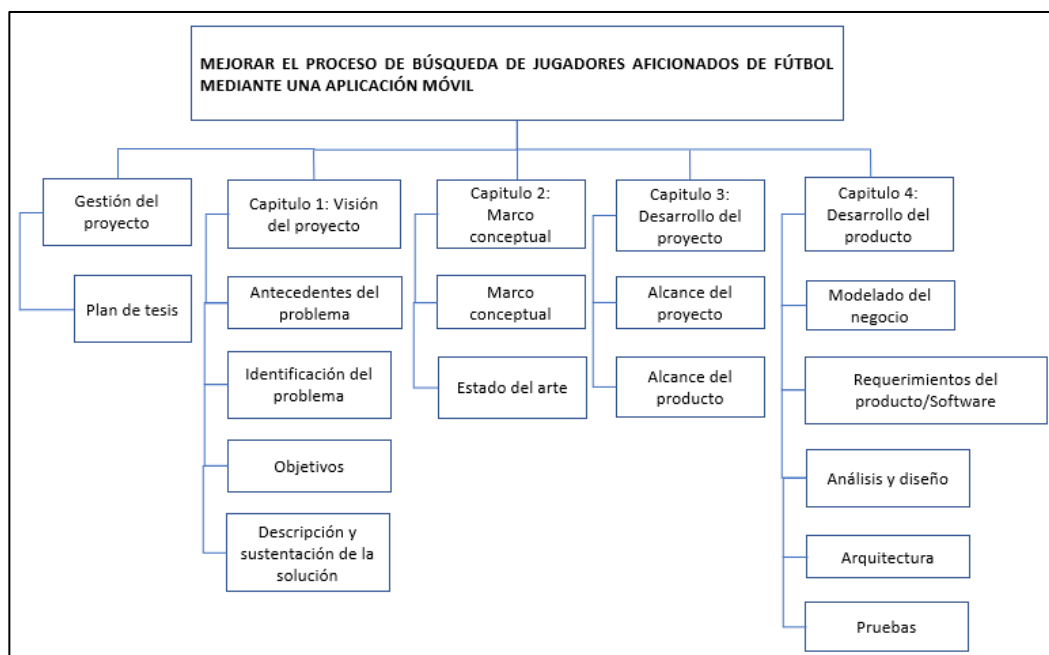 MEJORAR EL PROCESO DE BÚSQUEDA DE JUGADORES AFICIONADOS DE FÚTBOL
MEDIANTE UNA APLICACIÓN MÓVIL
Gestión del
proyecto
Plan de tesis
Capitulo 1: Visión
del proyecto
Antecedentes del
problema
Identificación del
problema
Objetivos
Descripción y
sustentación de la
solución
Capitulo 2:
Marco
conceptual
Marco
conceptual
Estado del arte
Capitulo 3:
Desarrollo del
proyecto
Alcance del
proyecto
Alcance del
producto
Capitulo 4:
Desarrollo del
producto
Modelado del
negocio
Requerimientos del
producto/Software
Análisis y diseño
Arquitectura
Pruebas